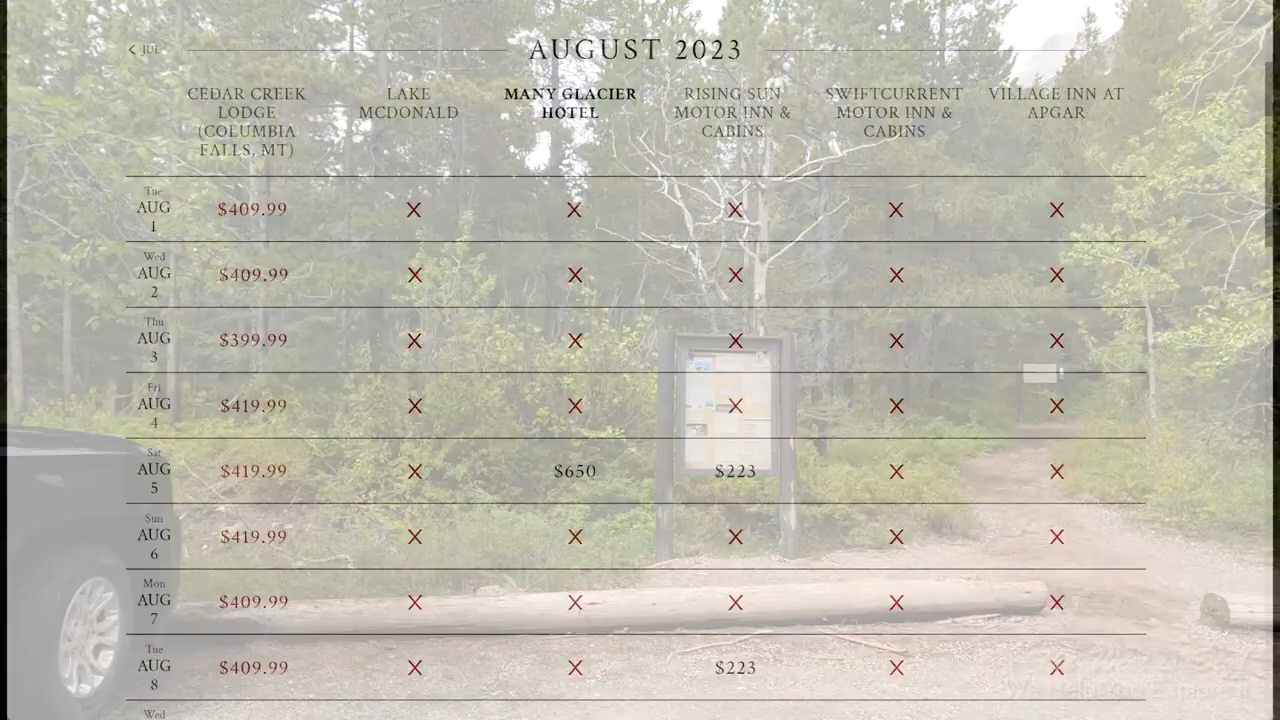 < JUL
AUGUST 2023
CEDAR CREEK LODGE (COLUMBIA FALLS, MT)
LAKE MCDONALD
MANY GLACIER HOTEL
RISING SUN MOTOR INN & CABINS
SWIFTCURRENT MOTOR INN & CABINS
VILLAGE INN AT APGAR
Tue
AUG
1
$409.99 X X X X X
Wed
AUG
2
$409.99 X X X X X
Thu
AUG
3
$399.99 X X X X X
Fri
AUG
4
$419.99 X X X X X
Sat
AUG
5
$419.99 X $650 $223 X X
Sun
AUG
6
$419.99 X X X X X
Mon
AUG
7
$409.99 X X X X X
Tue
AUG
8
$409.99 X X $223 X X
Wed